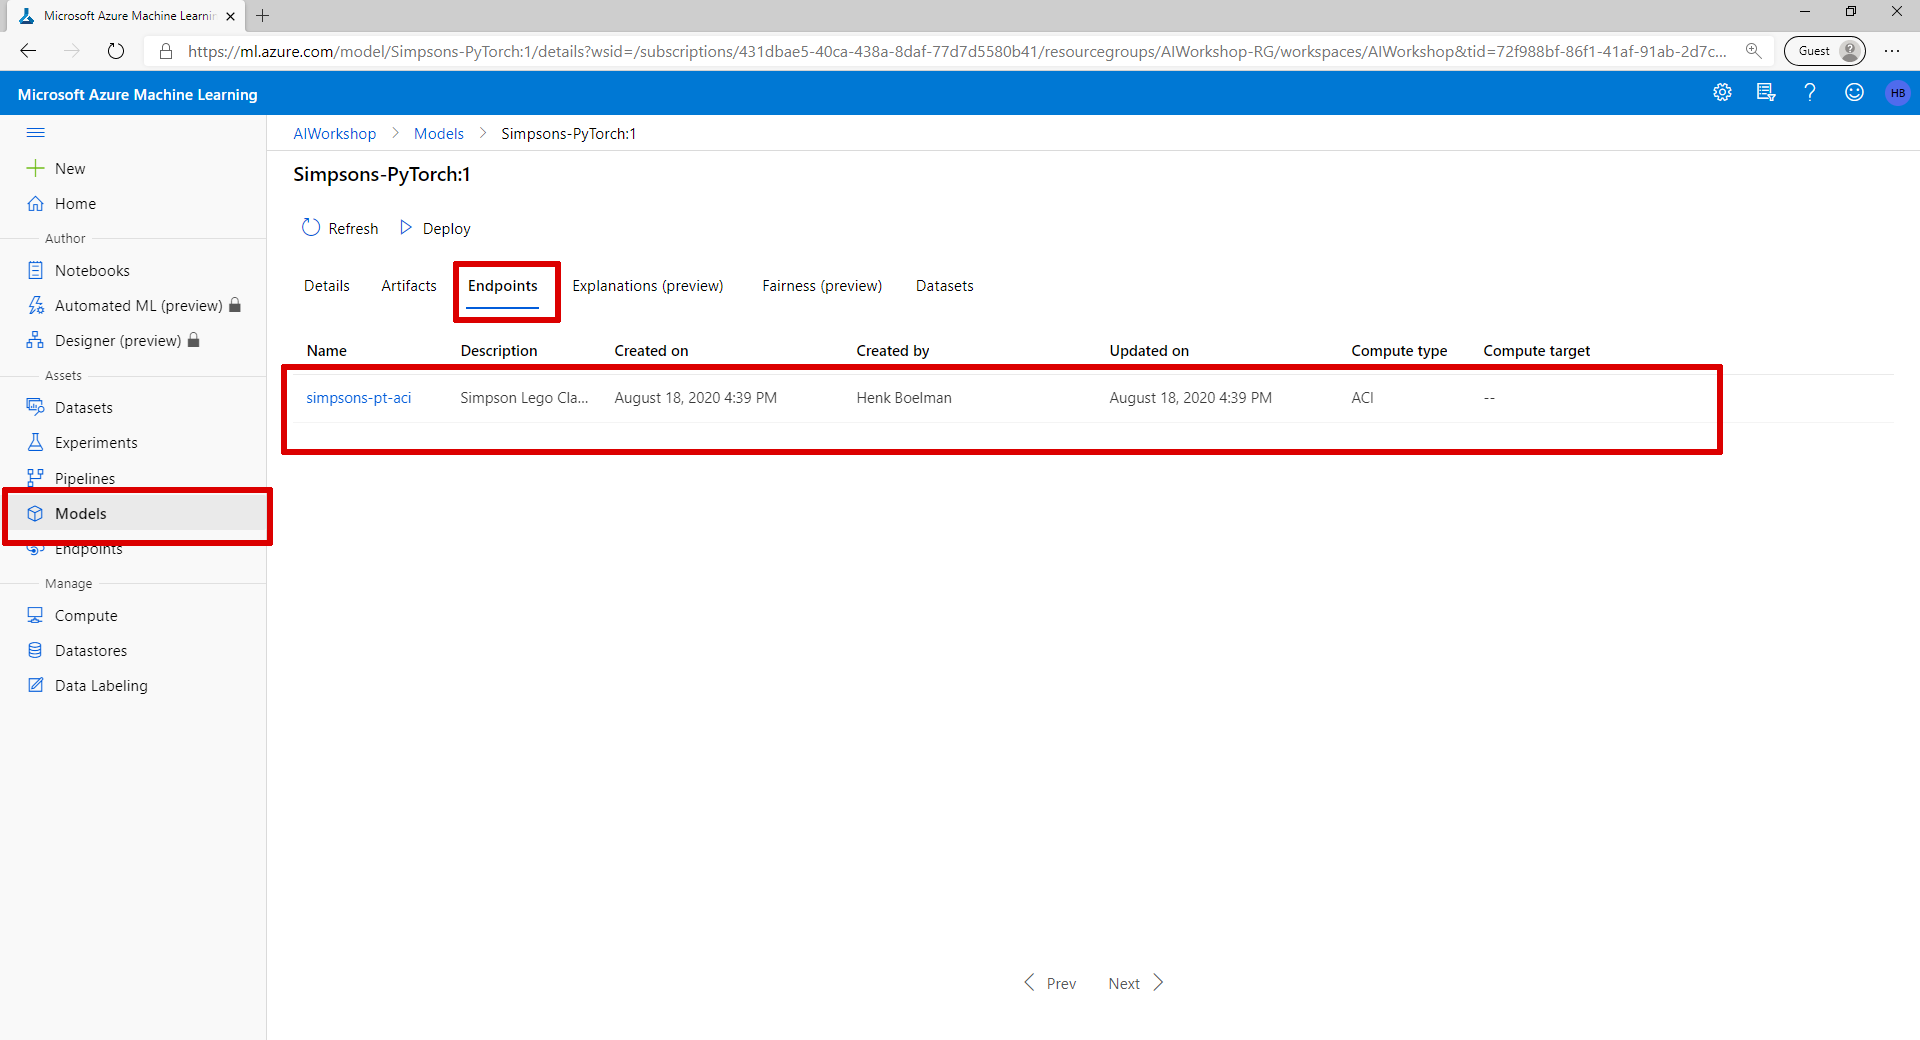 Microsoft Azure Machine Learnin
https://ml.azure.com/model/Simpsons-PyTorch:1/details?wsid=/subscriptions/431dbae5-40ca-438a-8daf-77d7d5580b41/resourcegroups/AIWorkshop-RG/workspaces/AIWorkshop&tid=72f988bf-86f1-41af-91ab-2d7c...
Guest
Microsoft Azure Machine Learning
HB
New
Home
Author
Notebooks
Automated ML (preview)
Designer (preview)
Assets
Datasets
Experiments
Pipelines
Models
Endpoints
Manage
Compute
Datastores
Data Labeling
AIWorkshop > Models > Simpsons-PyTorch:1
Simpsons-PyTorch:1
Refresh Deploy
Details Artifacts Endpoints Explanations (preview) Fairness (preview) Datasets
Name Description Created on Created by Updated on Compute type Compute target
simpsons-pt-aci Simpson Lego Cla... August 18, 2020 4:39 PM Henk Boelman August 18, 2020 4:39 PM ACI --
Prev Next